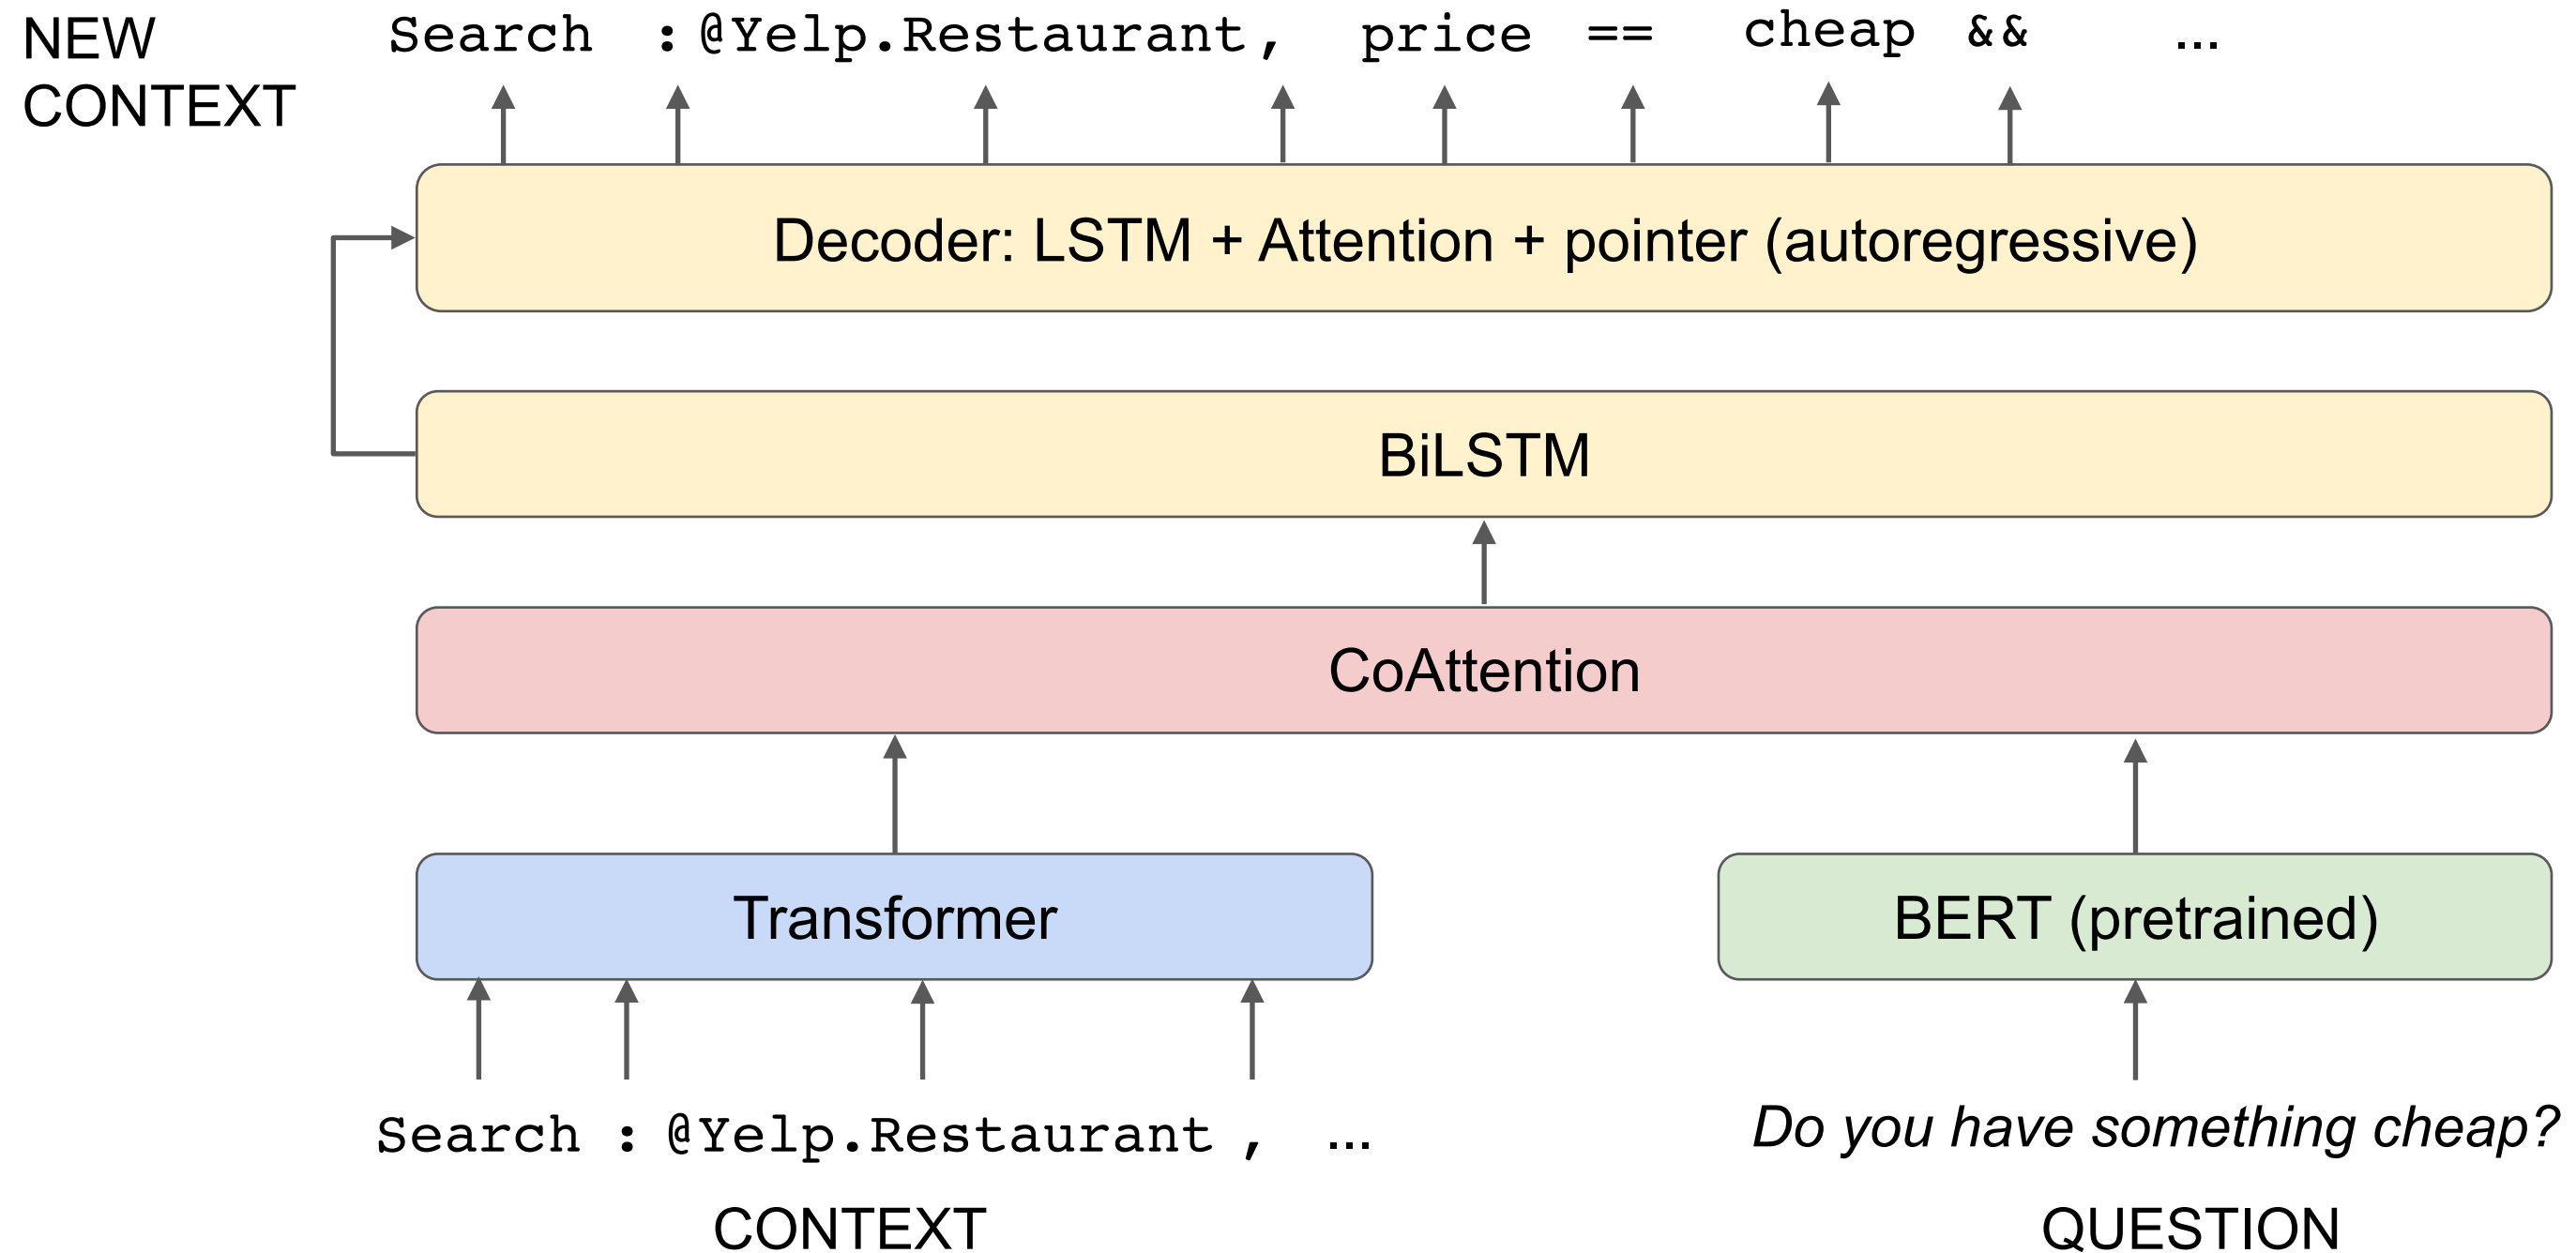 NEW
CONTEXT
Search : @Yelp.Restaurant, price == cheap && ...
Decoder: LSTM + Attention + pointer (autoregressive)
BiLSTM
CoAttention
Transformer
BERT (pretrained)
Search : @Yelp.Restaurant , ...
Do you have something cheap?
CONTEXT
QUESTION